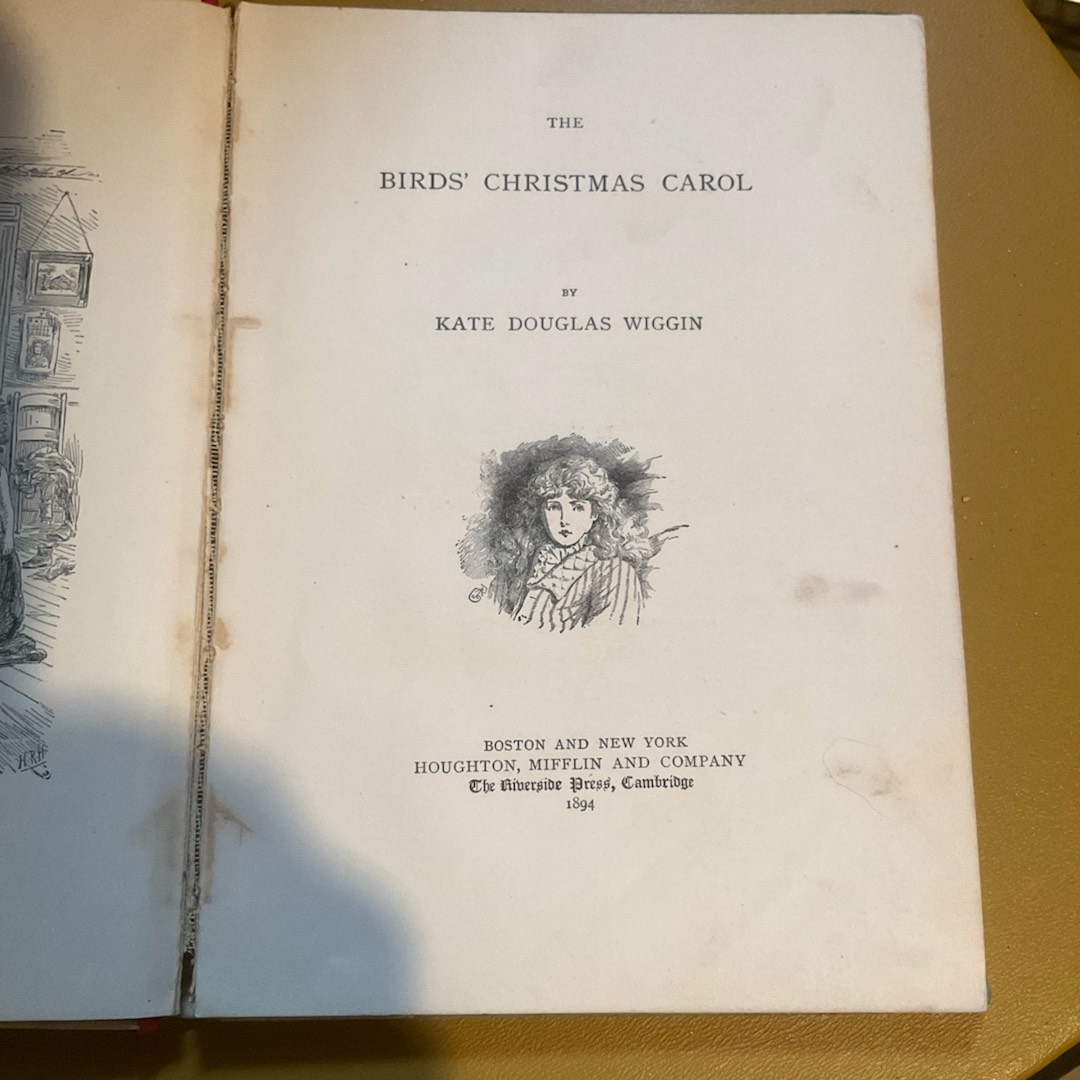 THE
BIRDS' CHRISTMAS CAROL
BY
KATE DOUGLAS WIGGIN
BOSTON AND NEW YORK
HOUGHTON, MIFFLIN AND COMPANY
The Riverside Press, Cambridge
1894